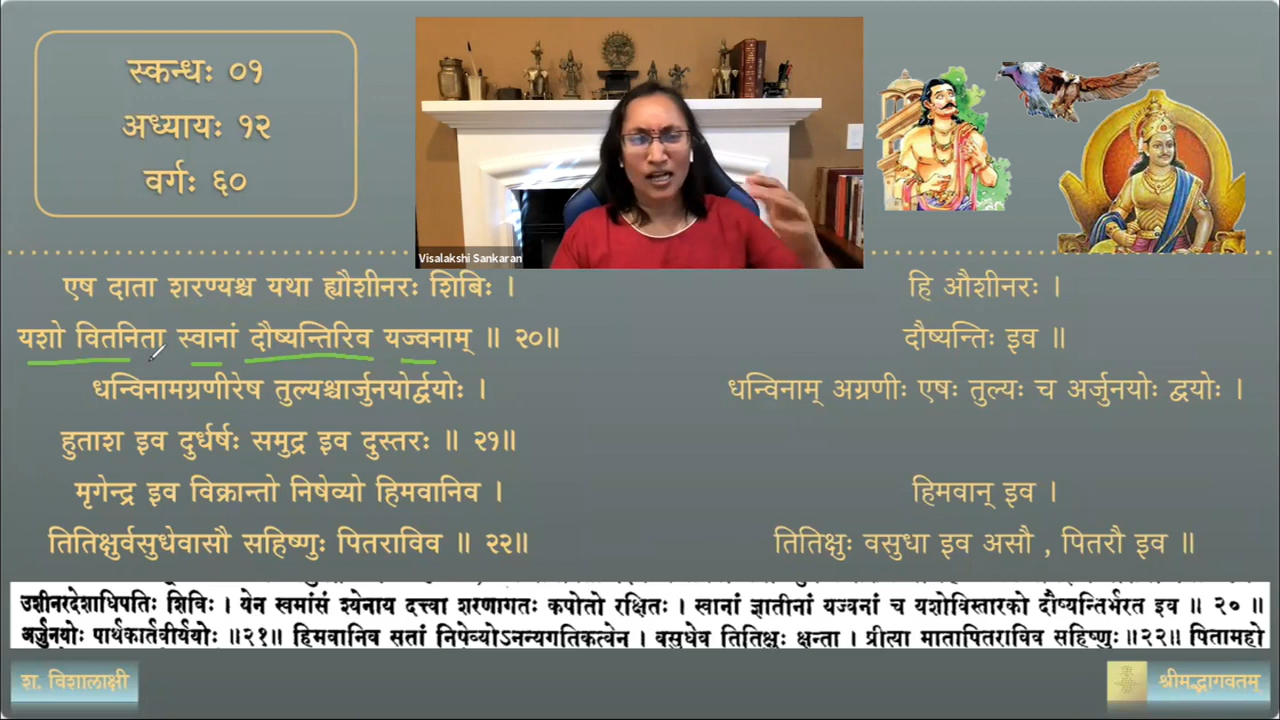 स्कन्धः ०१
अध्यायः १२
वर्गः ६०
Visalakshi Sankaran
एष दाता शरण्यश्च यथा ह्यौशीनरः शिबिः ।
हि औशीनरः ।
यशो वितनिता स्वानां दौष्यन्तिरिव यज्वनाम् ॥ २०॥
दौष्यन्तिः इव ॥
धन्विनामग्रणीरेष तुल्यश्चार्जुनयोर्द्वयोः ।
धन्विनाम् अग्रणीः एषः तुल्यः च अर्जुनयोः द्वयोः ।
हुताश इव दुर्धर्षः समुद्र इव दुस्तरः ॥ २१॥
मृगेन्द्र इव विक्रान्तो निषेव्यो हिमवानिव ।
हिमवान् इव ।
तितिक्षुर्वसुधेवासौ सहिष्णुः पितराविव ॥ २२॥
तितिक्षुः वसुधा इव असौ , पितरौ इव ॥
उशीनरदेशाधिपतिः शिबिः । येन स्वमांसं श्येनाय दत्त्वा शरणागतः कपोतो रक्षितः । स्वानां ज्ञातीनां यज्वनां च यशोविस्तारको दौष्यन्तिर्भरत इव ॥ २० ॥
अर्जुनयोः पार्थकार्तवीर्ययोः ॥२१॥ हिमवानिव सतां निषेव्योऽनन्यगतिकत्वेन । वसुधेव तितिक्षुः क्षन्ता । प्रीत्या मातापितराविव सहिष्णुः ॥२२॥ पितामहो
श. विशालाक्षी
श्रीमद्भागवतम्